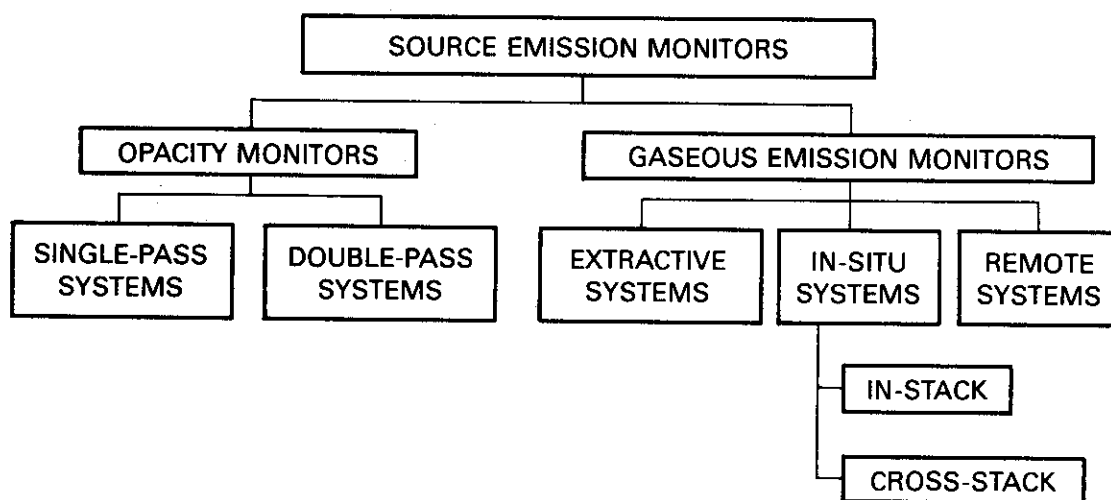 SOURCE EMISSION MONITORS
OPACITY MONITORS
GASEOUS EMISSION MONITORS
SINGLE-PASS
SYSTEMS
DOUBLE-PASS
SYSTEMS
EXTRACTIVE
SYSTEMS
IN-SITU
SYSTEMS
REMOTE
SYSTEMS
IN-STACK
CROSS-STACK